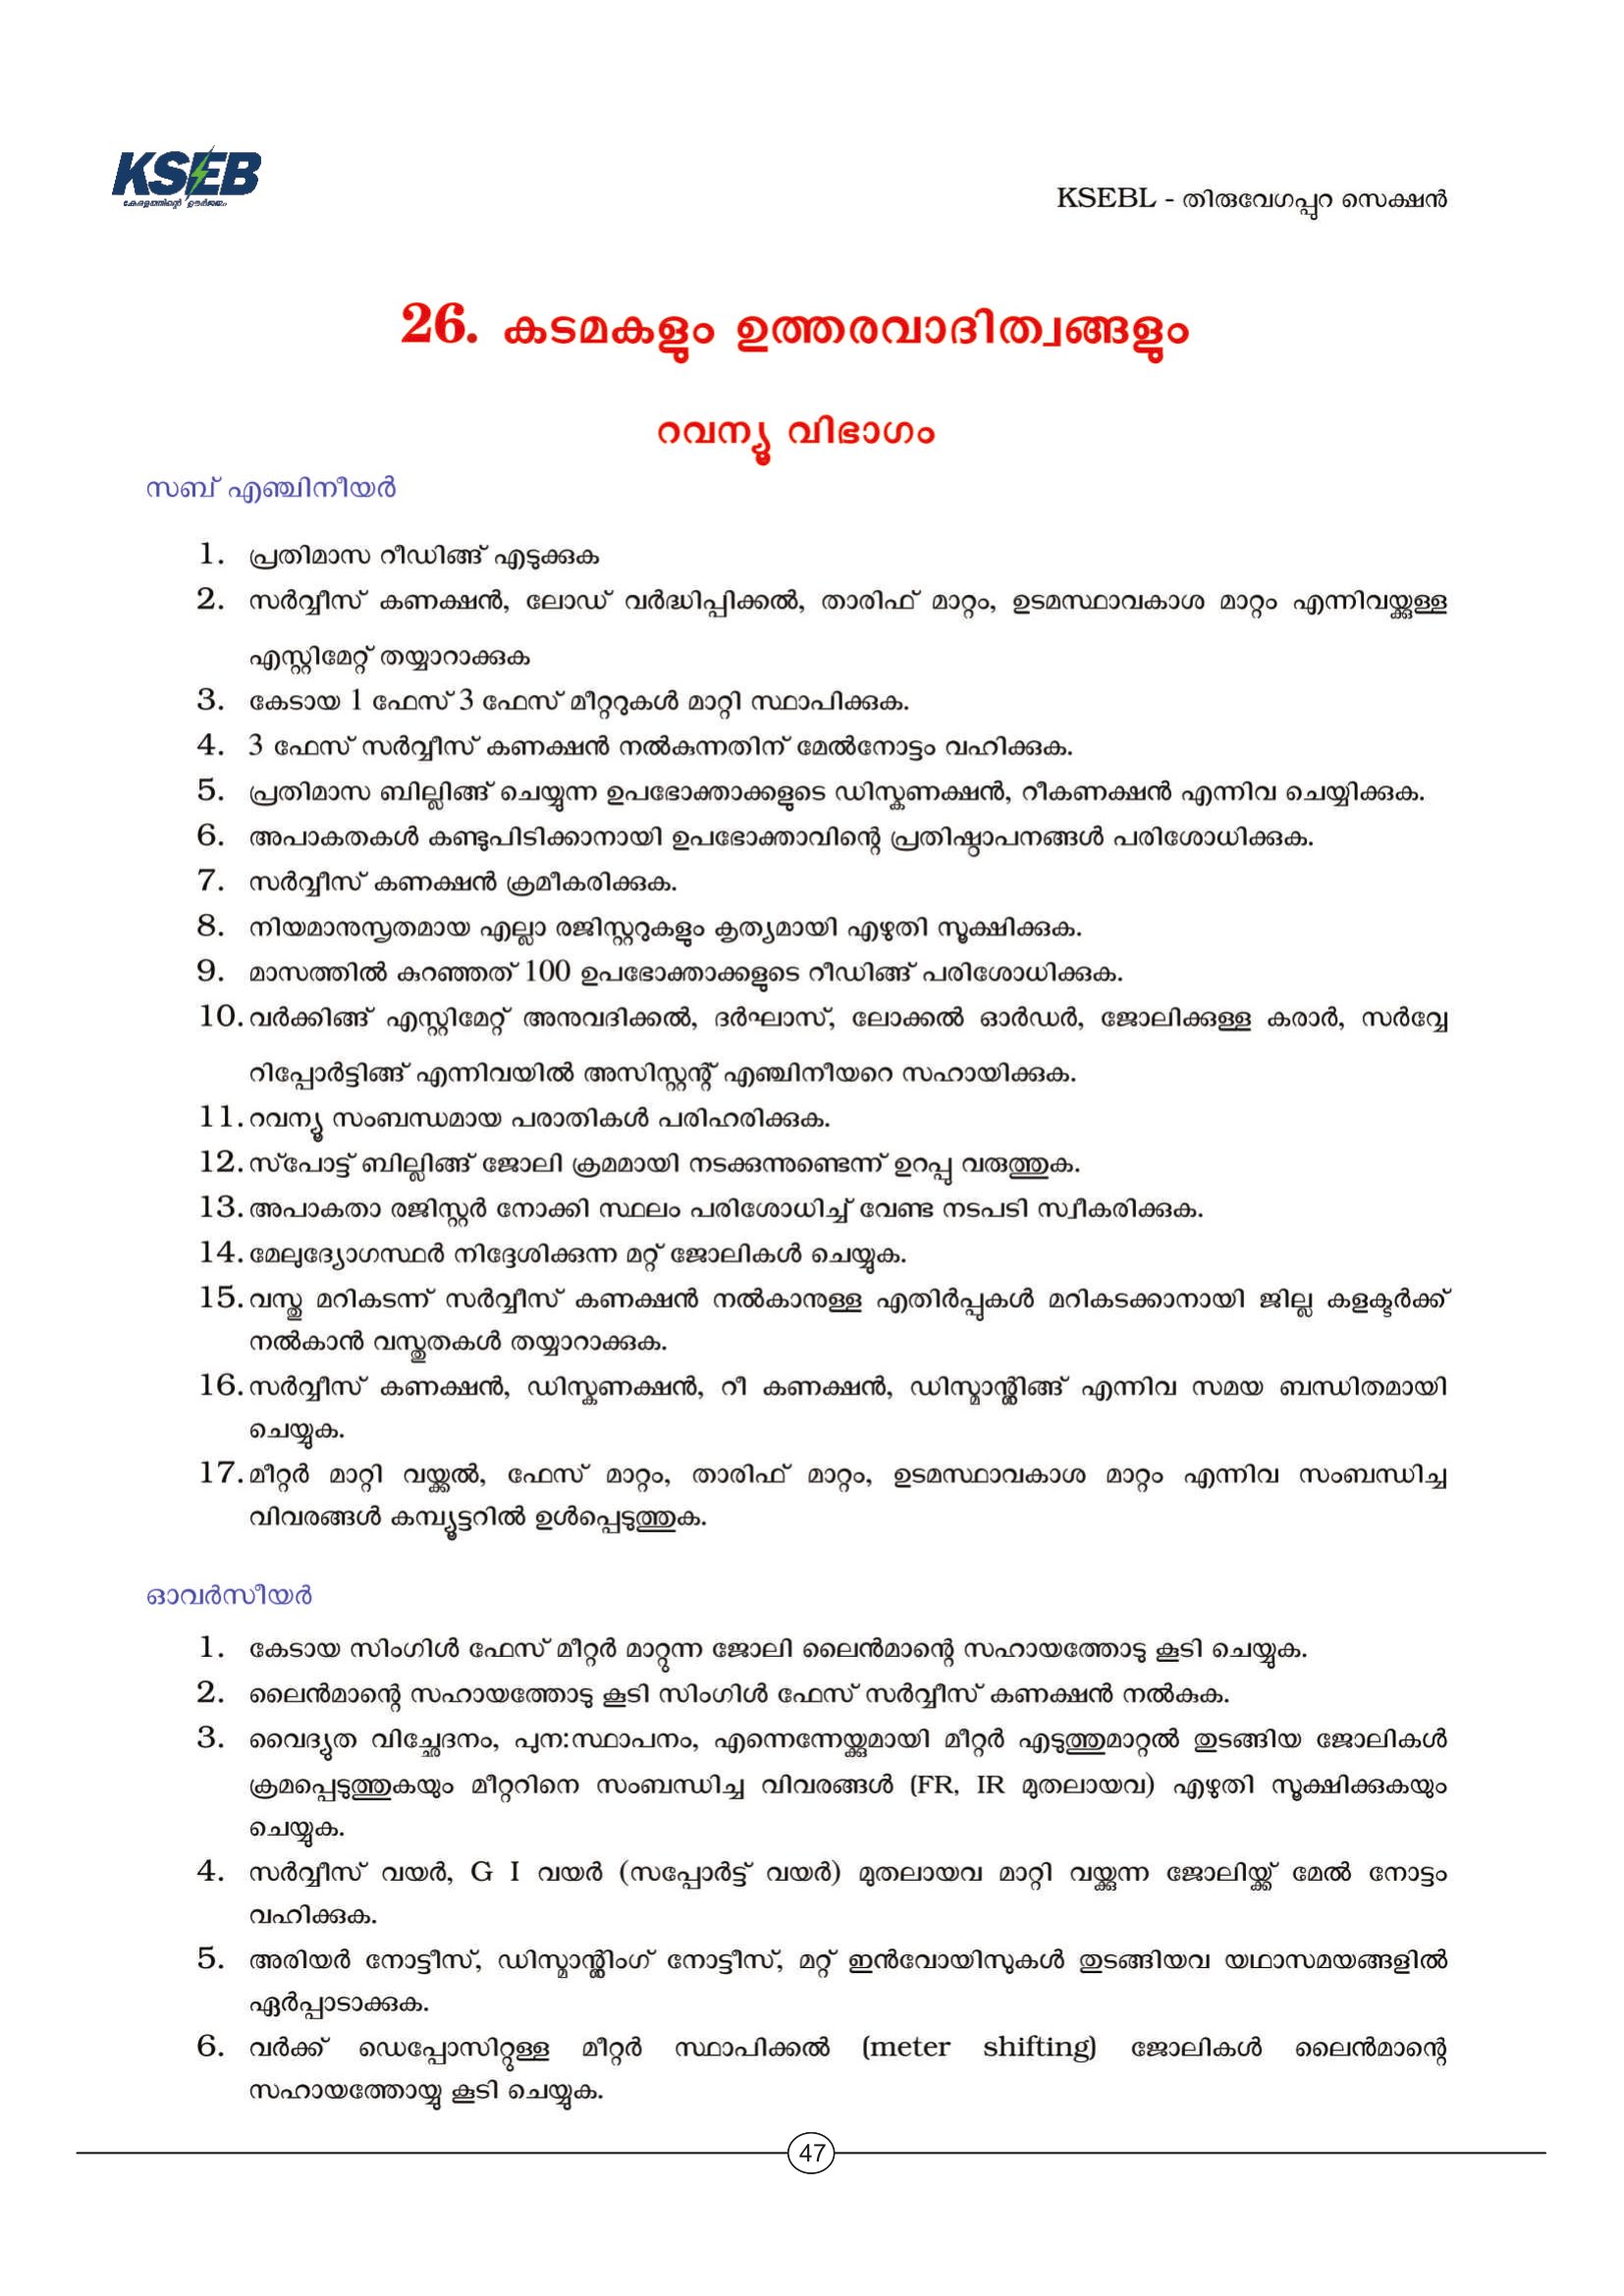 KSEB
കേരളത്തിന്റെ ഊർജ്ജം
KSEBL - തിരുവേഗപ്പുറ സെക്ഷൻ
26. കടമകളും ഉത്തരവാദിത്വങ്ങളും
റവന്യൂ വിഭാഗം
സബ് എഞ്ചിനീയർ
1. പ്രതിമാസ റീഡിങ്ങ് എടുക്കുക
2. സർവ്വീസ് കണക്ഷൻ, ലോഡ് വർദ്ധിപ്പിക്കൽ, താരിഫ് മാറ്റം, ഉടമസ്ഥാവകാശ മാറ്റം എന്നിവയ്ക്കുള്ള
എസ്റ്റിമേറ്റ് തയ്യാറാക്കുക
3. കേടായ 1 ഫേസ് 3 ഫേസ് മീറ്ററുകൾ മാറ്റി സ്ഥാപിക്കുക.
4. 3 ഫേസ് സർവ്വീസ് കണക്ഷൻ നൽകുന്നതിന് മേൽനോട്ടം വഹിക്കുക.
5. പ്രതിമാസ ബില്ലിങ്ങ് ചെയ്യുന്ന ഉപഭോക്താക്കളുടെ ഡിസ്കണക്ഷൻ, റീകണക്ഷൻ എന്നിവ ചെയ്യിക്കുക.
6. അപാകതകൾ കണ്ടുപിടിക്കാനായി ഉപഭോക്താവിന്റെ പ്രതിഷ്ഠാപനങ്ങൾ പരിശോധിക്കുക.
7. സർവ്വീസ് കണക്ഷൻ ക്രമീകരിക്കുക.
8. നിയമാനുസൃതമായ എല്ലാ രജിസ്റ്ററുകളും കൃത്യമായി എഴുതി സൂക്ഷിക്കുക.
9. മാസത്തിൽ കുറഞ്ഞത് 100 ഉപഭോക്താക്കളുടെ റീഡിങ്ങ് പരിശോധിക്കുക.
10. വർക്കിങ്ങ് എസ്റ്റിമേറ്റ് അനുവദിക്കൽ, ദർഘാസ്, ലോക്കൽ ഓർഡർ, ജോലിക്കുള്ള കരാർ, സർവ്വേ
റിപ്പോർട്ടിങ്ങ് എന്നിവയിൽ അസിസ്റ്റന്റ് എഞ്ചിനീയറെ സഹായിക്കുക.
11. റവന്യൂ സംബന്ധമായ പരാതികൾ പരിഹരിക്കുക.
12. സ്പോട്ട് ബില്ലിങ്ങ് ജോലി ക്രമമായി നടക്കുന്നുണ്ടെന്ന് ഉറപ്പു വരുത്തുക.
13. അപാകതാ രജിസ്റ്റർ നോക്കി സ്ഥലം പരിശോധിച്ച് വേണ്ട നടപടി സ്വീകരിക്കുക.
14. മേലുദ്യോഗസ്ഥർ നിദ്ദേശിക്കുന്ന മറ്റ് ജോലികൾ ചെയ്യുക.
15. വസ്തു മറികടന്ന് സർവ്വീസ് കണക്ഷൻ നൽകാനുള്ള എതിർപ്പുകൾ മറികടക്കാനായി ജില്ല കളക്ടർക്ക്
നൽകാൻ വസ്തുതകൾ തയ്യാറാക്കുക.
16. സർവ്വീസ് കണക്ഷൻ, ഡിസ്കണക്ഷൻ, റീ കണക്ഷൻ, ഡിസ്മാന്റ്ലിങ്ങ് എന്നിവ സമയ ബന്ധിതമായി
ചെയ്യുക.
17. മീറ്റർ മാറ്റി വയ്ക്കൽ, ഫേസ് മാറ്റം, താരിഫ് മാറ്റം, ഉടമസ്ഥാവകാശ മാറ്റം എന്നിവ സംബന്ധിച്ച
വിവരങ്ങൾ കമ്പ്യൂട്ടറിൽ ഉൾപ്പെടുത്തുക.
ഓവർസീയർ
1. കേടായ സിംഗിൾ ഫേസ് മീറ്റർ മാറ്റുന്ന ജോലി ലൈൻമാന്റെ സഹായത്തോടു കൂടി ചെയ്യുക.
2. ലൈൻമാന്റെ സഹായത്തോടു കൂടി സിംഗിൾ ഫേസ് സർവ്വീസ് കണക്ഷൻ നൽകുക.
3. വൈദ്യുത വിച്ഛേദനം, പുന:സ്ഥാപനം, എന്നെന്നേയ്ക്കുമായി മീറ്റർ എടുത്തുമാറ്റൽ തുടങ്ങിയ ജോലികൾ
ക്രമപ്പെടുത്തുകയും മീറ്ററിനെ സംബന്ധിച്ച വിവരങ്ങൾ (FR, IR മുതലായവ) എഴുതി സൂക്ഷിക്കുകയും
ചെയ്യുക.
4. സർവ്വീസ് വയർ, G I വയർ (സപ്പോർട്ട് വയർ) മുതലായവ മാറ്റി വയ്ക്കുന്ന ജോലിയ്ക്ക് മേൽ നോട്ടം
വഹിക്കുക.
5. അരിയർ നോട്ടീസ്, ഡിസ്മാന്റ്ലിംഗ് നോട്ടീസ്, മറ്റ് ഇൻവോയിസുകൾ തുടങ്ങിയവ യഥാസമയങ്ങളിൽ
ഏർപ്പാടാക്കുക.
6. വർക്ക് ഡെപ്പോസിറ്റുള്ള മീറ്റർ സ്ഥാപിക്കൽ (meter shifting) ജോലികൾ ലൈൻമാന്റെ
സഹായത്തോയ്യു കൂടി ചെയ്യുക.
47